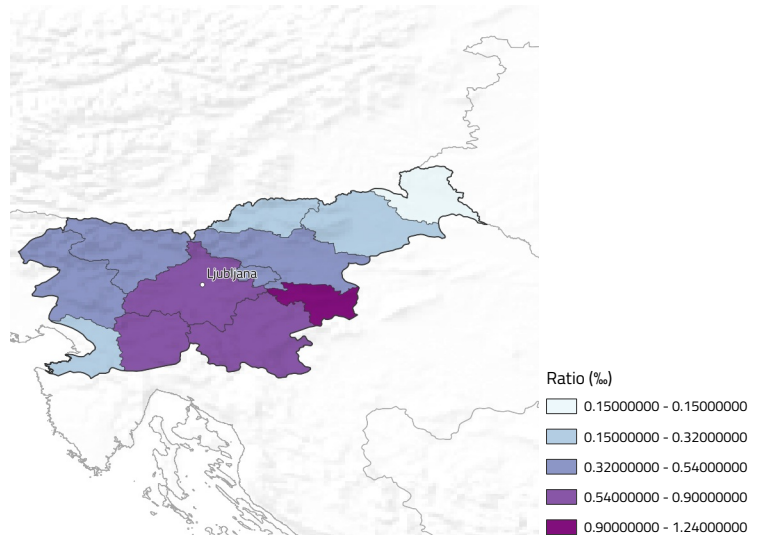 Ljubljana
Ratio (‰)
0.15000000 - 0.15000000
0.15000000 - 0.32000000
0.32000000 - 0.54000000
0.54000000 - 0.90000000
0.90000000 - 1.24000000